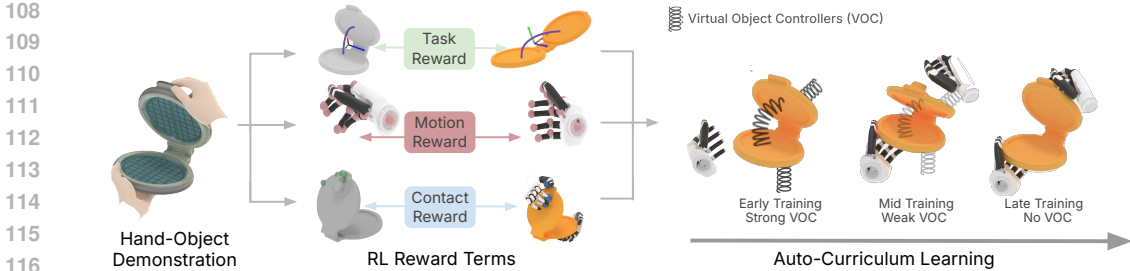 108
109
110
111
112
113
114
115
116
Hand-Object
Demonstration
Task
Reward
Motion
Reward
Contact
Reward
RL Reward Terms
Virtual Object Controllers (VOC)
Early Training
Strong VOC
Mid Training
Weak VOC
Late Training
No VOC
Auto-Curriculum Learning